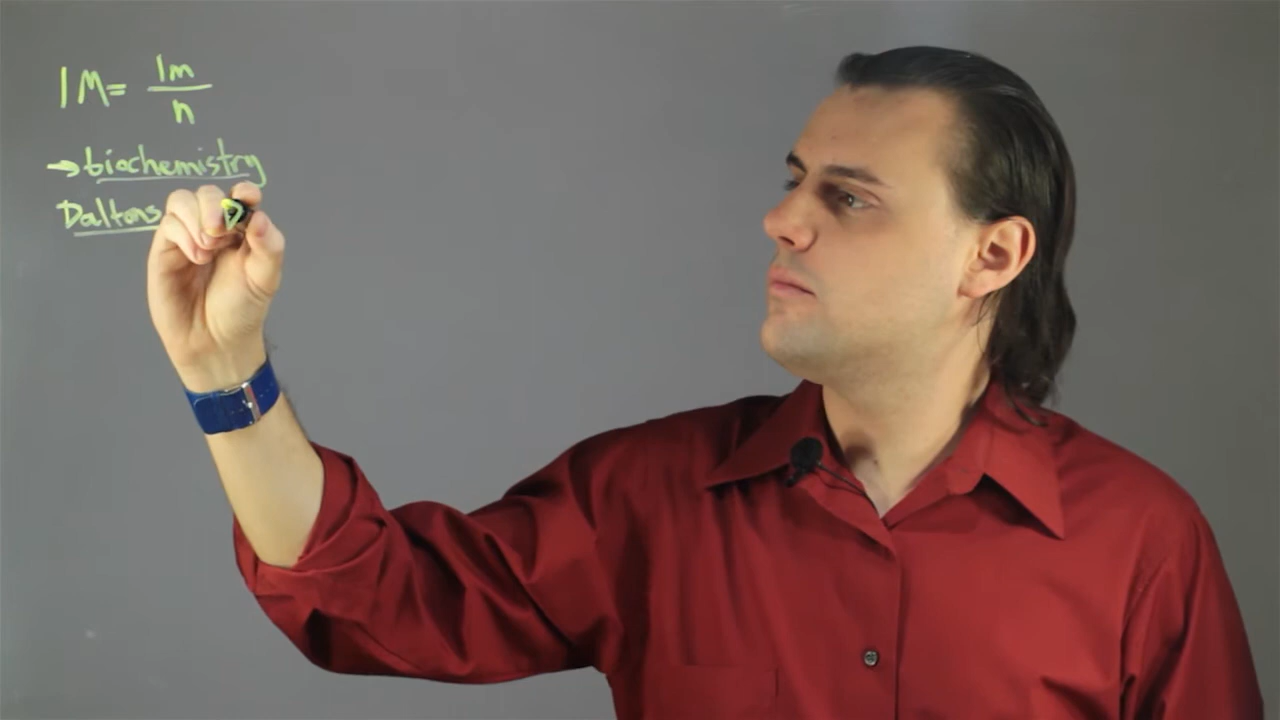 1M = 1m / n
→ biochemistry
Daltons